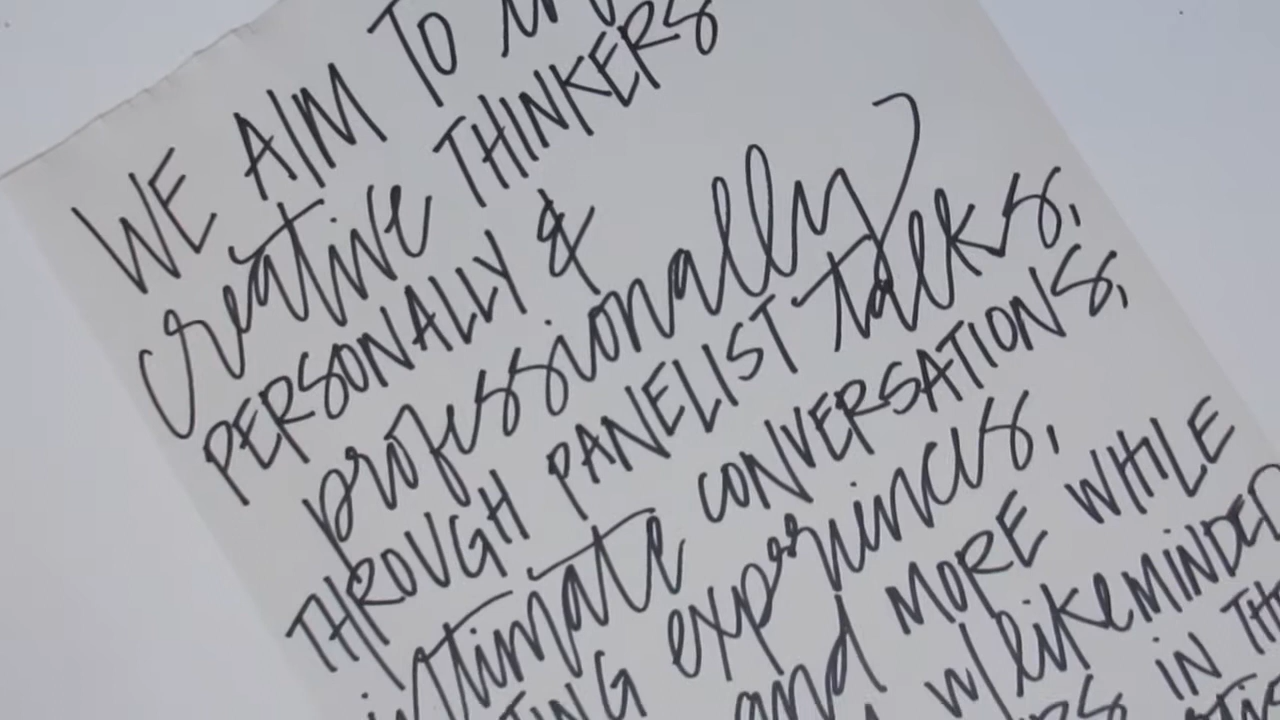 WE AIM TO
creative THINKERS
PERSONALLY &
professionally
THROUGH PANELIST talks,
intimate CONVERSATIONS,
experiences,
and MORE WHILE
w/likeMINDED
IN